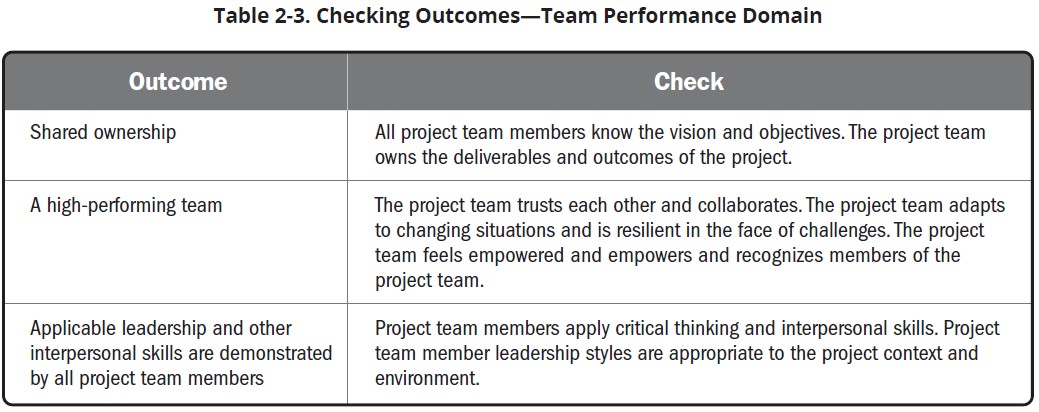 Table 2-3. Checking Outcomes—Team Performance Domain
Outcome
Check
Shared ownership
All project team members know the vision and objectives. The project team
owns the deliverables and outcomes of the project.
A high-performing team
The project team trusts each other and collaborates. The project team adapts
to changing situations and is resilient in the face of challenges. The project
team feels empowered and empowers and recognizes members of the
project team.
Applicable leadership and other
interpersonal skills are demonstrated
by all project team members
Project team members apply critical thinking and interpersonal skills. Project
team member leadership styles are appropriate to the project context and
environment.